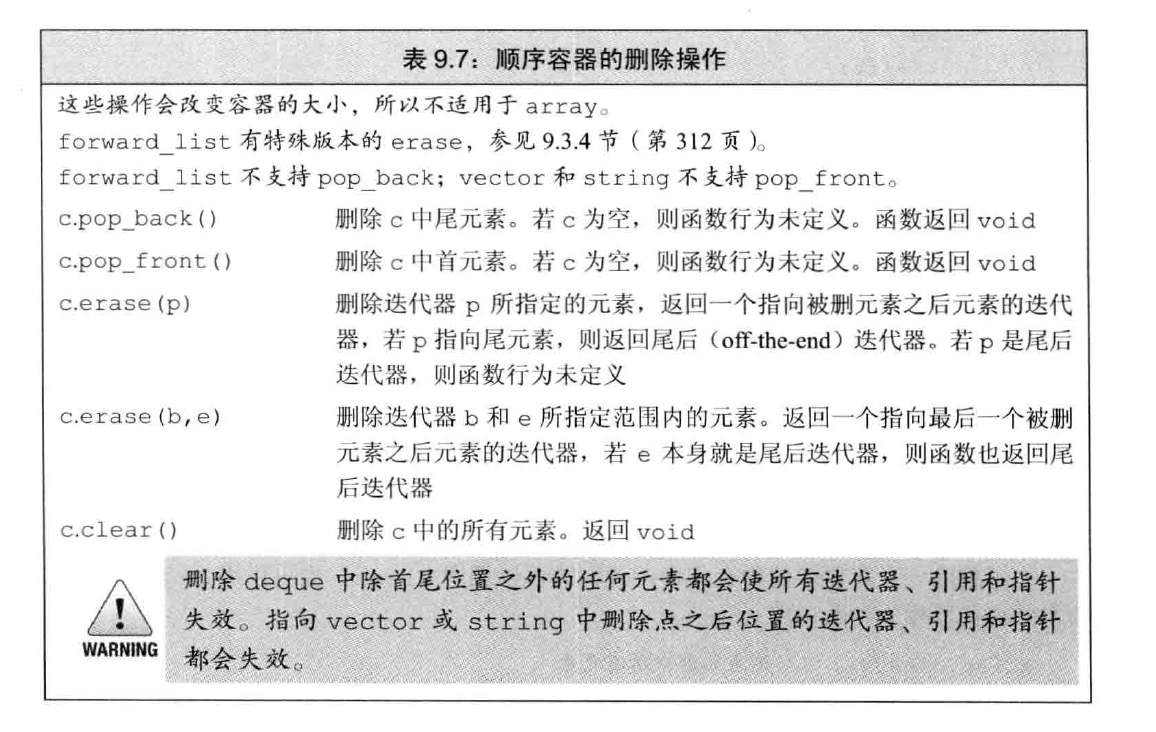 表 9.7：顺序容器的删除操作
这些操作会改变容器的大小，所以不适用于 array。
forward_list 有特殊版本的 erase，参见 9.3.4 节（第 312 页）。
forward_list 不支持 pop_back；vector 和 string 不支持 pop_front。
c.pop_back() 删除 c 中尾元素。若 c 为空，则函数行为未定义。函数返回 void
c.pop_front() 删除 c 中首元素。若 c 为空，则函数行为未定义。函数返回 void
c.erase(p) 删除迭代器 p 所指定的元素，返回一个指向被删元素之后元素的迭代
器，若 p 指向尾元素，则返回尾后（off-the-end）迭代器。若 p 是尾后
迭代器，则函数行为未定义
c.erase(b,e) 删除迭代器 b 和 e 所指定范围内的元素。返回一个指向最后一个被删
元素之后元素的迭代器，若 e 本身就是尾后迭代器，则函数也返回尾
后迭代器
c.clear() 删除 c 中的所有元素。返回 void
删除 deque 中除首尾位置之外的任何元素都会使所有迭代器、引用和指针
失效。指向 vector 或 string 中删除点之后位置的迭代器、引用和指针
都会失效。
WARNING